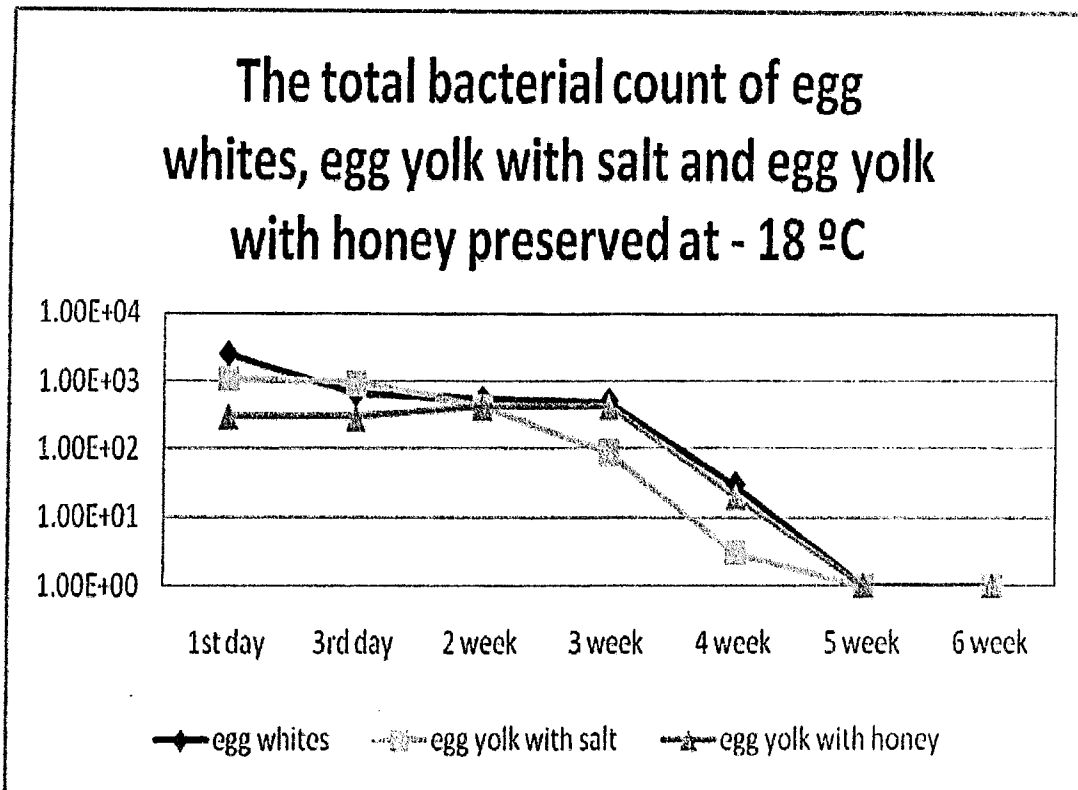 The total bacterial count of egg
whites, egg yolk with salt and egg yolk
with honey preserved at - 18 ºC
1.00E+04
1.00E+03
1.00E+02
1.00E+01
1.00E+00
1st day 3rd day 2 week 3 week 4 week 5 week 6 week
egg whites egg yolk with salt egg yolk with honey